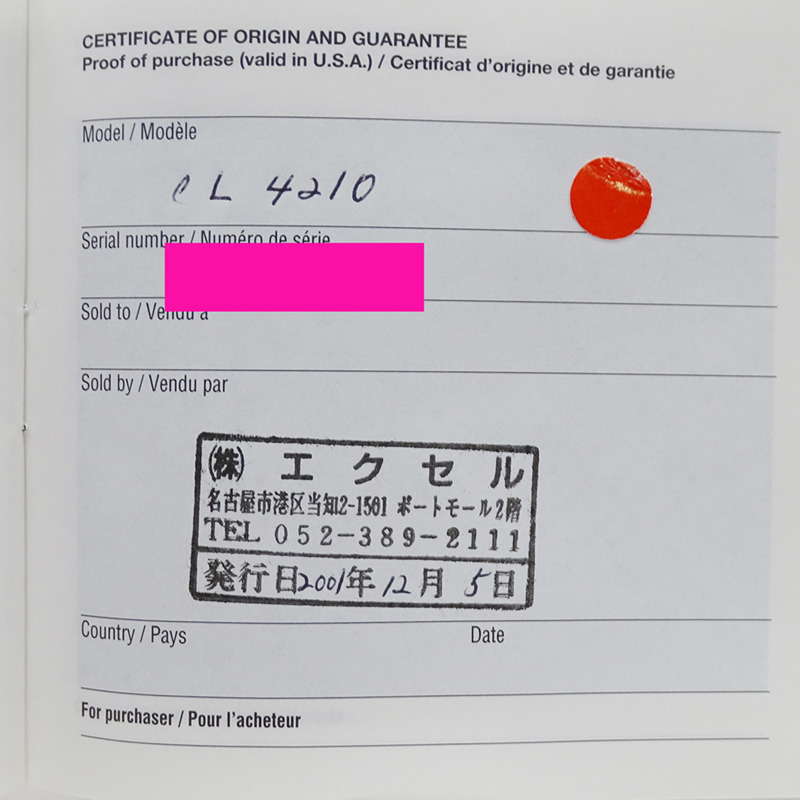 CERTIFICATE OF ORIGIN AND GUARANTEE
Proof of purchase (valid in U.S.A.) / Certificat d'origine et de garantie
Model / Modèle
CL 4210
Serial number / Numéro de série
Sold to / Vendu à
Sold by / Vendu par
㈱ エクセル
名古屋市港区当知2-1501 ポートモール2階
TEL 052-389-2111
発行日2001年12月5日
Country / Pays
Date
For purchaser / Pour l'acheteur